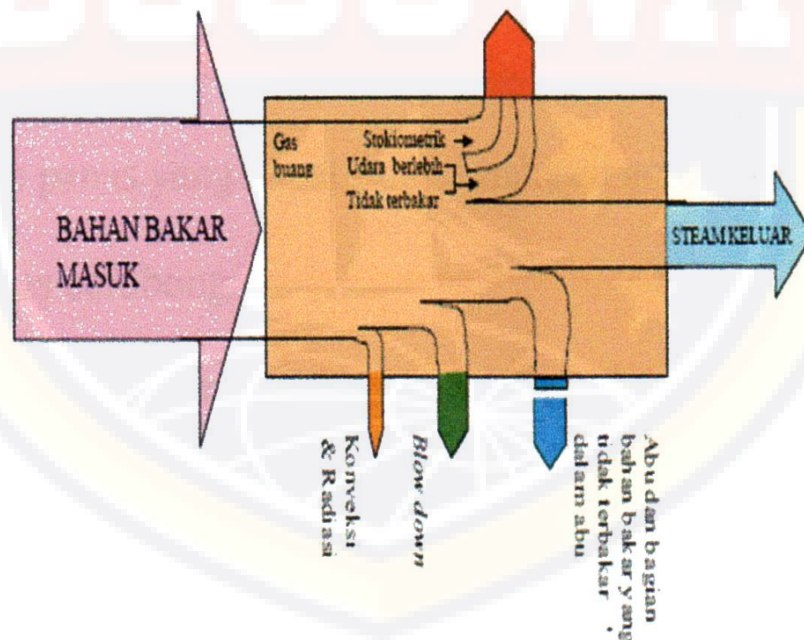 BAHAN BAKAR
MASUK
Gas
buang
Stokiometrik
Udara berlebih
Tidak terbakar
STEAM KELUAR
Konveksi
& Radiasi
Blow down
Abu dan bagian
bahan bakar yang
tidak terbakar
dalam abu